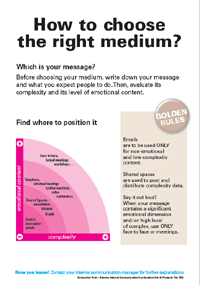 How to choose
the right medium?
Which is your message?
Before choosing your medium, write down your message
and what you expect people to do.Then, evaluate its
complexity and its level of emotional content.
Find where to position it
GOLDEN
RULES
Emails
are to be used ONLY
for non-emotional
and low-complexity
content.
Shared spaces
are used to post and
distribute complexity data.
Say it out loud!
When your message
contains a significant
emotional dimension
and/or high level
of complex, use ONLY
face to face or meetings.
complexity
Now you know! Contact your internal communication manager for further explanations